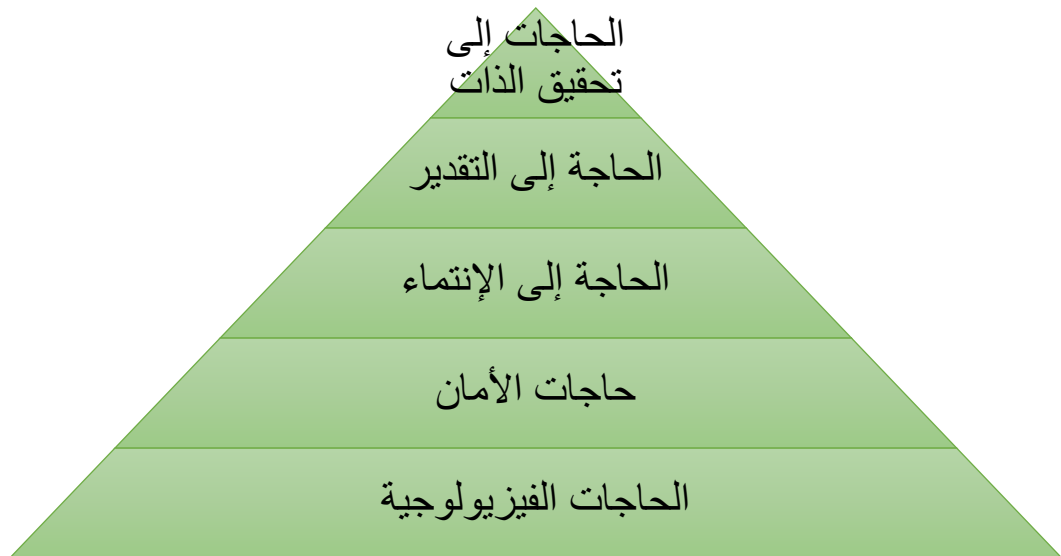 الحاجات إلى
تحقيق الذات
الحاجة إلى التقدير
الحاجة إلى الإنتماء
حاجات الأمان
الحاجات الفيزيولوجية